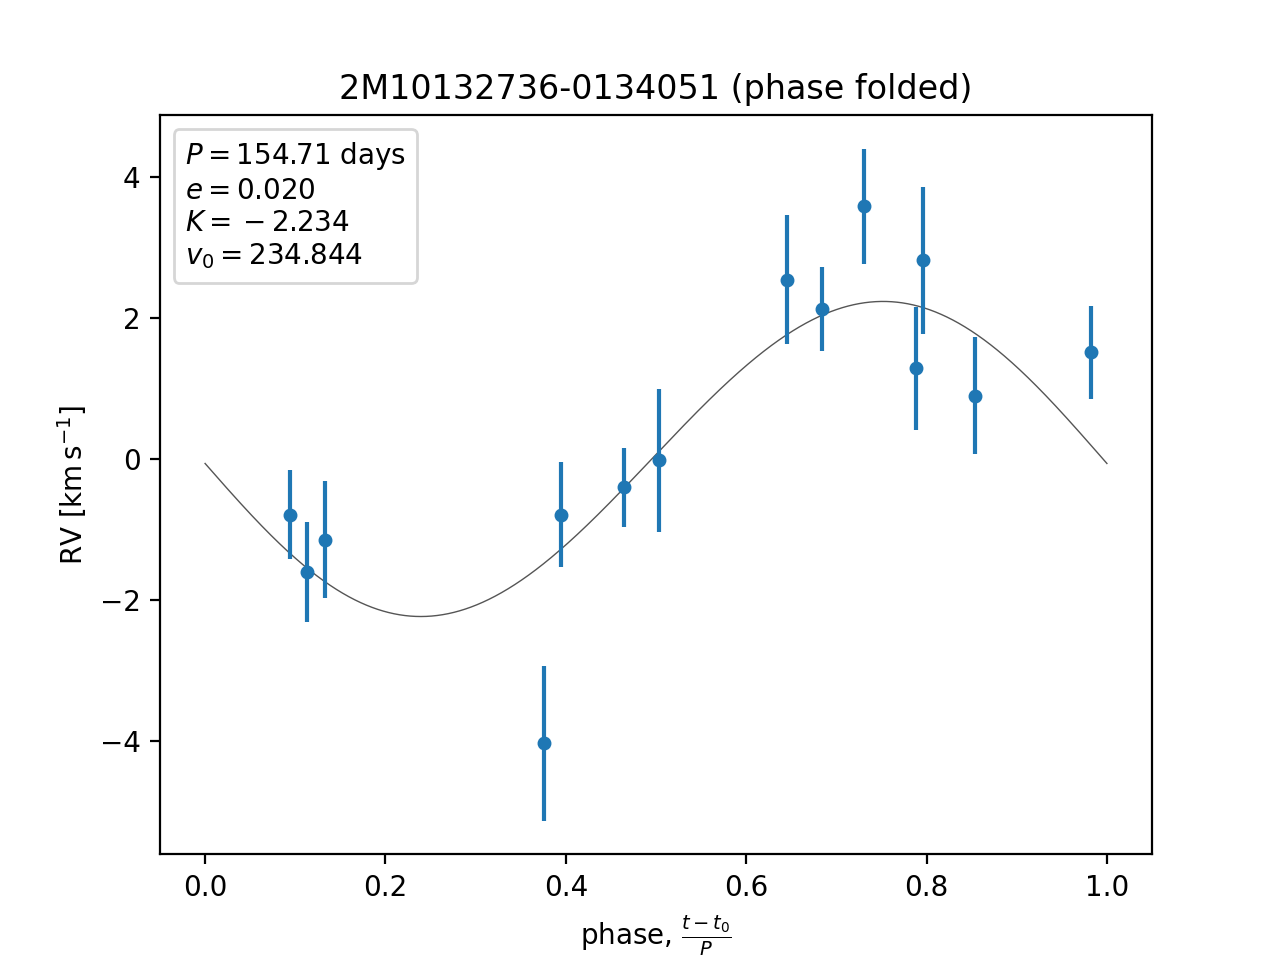 2M10132736-0134051 (phase folded)
P = 154.71 days
e = 0.020
K = −2.234
v₀ = 234.844
4
2
0
−2
−4
RV [km s⁻¹]
0.0 0.2 0.4 0.6 0.8 1.0
phase, (t − t₀)/P